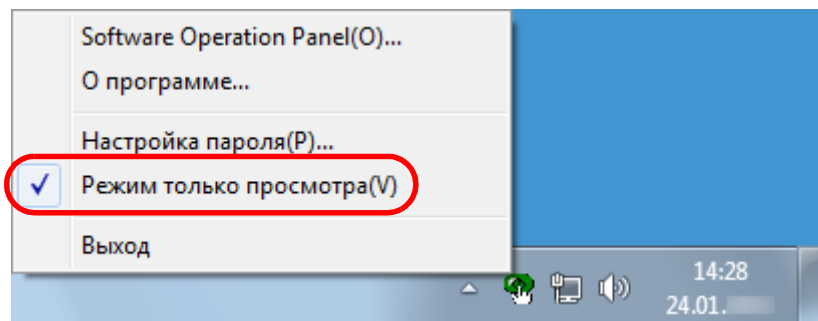 Software Operation Panel(O)...
О программе...
Настройка пароля(P)...
Режим только просмотра(V)
Выход
14:28
24.01.